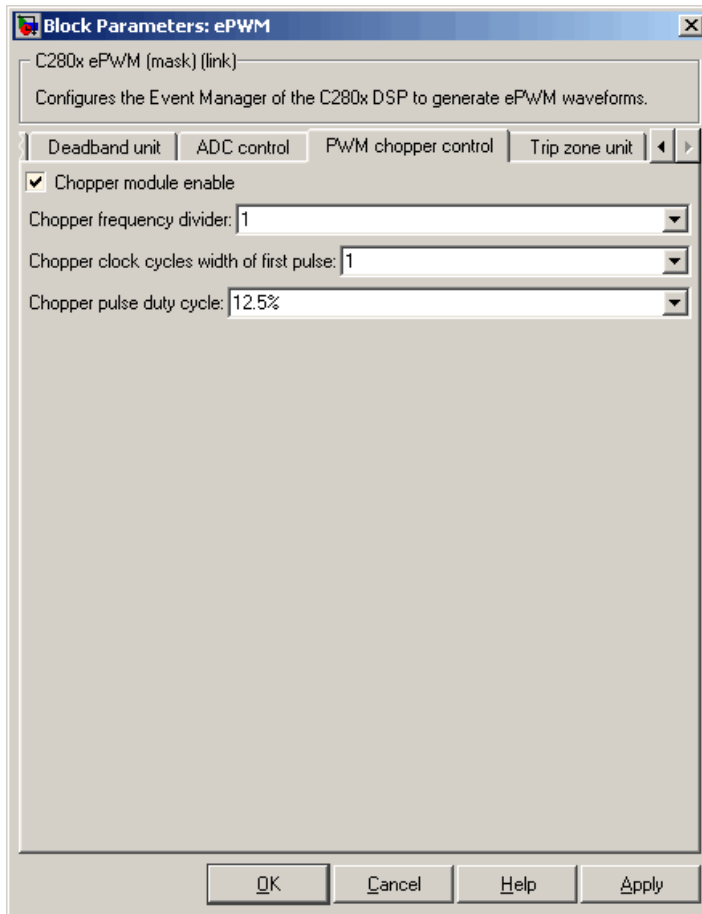 Block Parameters: ePWM
C280x ePWM (mask) (link)
Configures the Event Manager of the C280x DSP to generate ePWM waveforms.
Deadband unit ADC control PWM chopper control Trip zone unit
Chopper module enable
Chopper frequency divider: 1
Chopper clock cycles width of first pulse: 1
Chopper pulse duty cycle: 12.5%
OK Cancel Help Apply